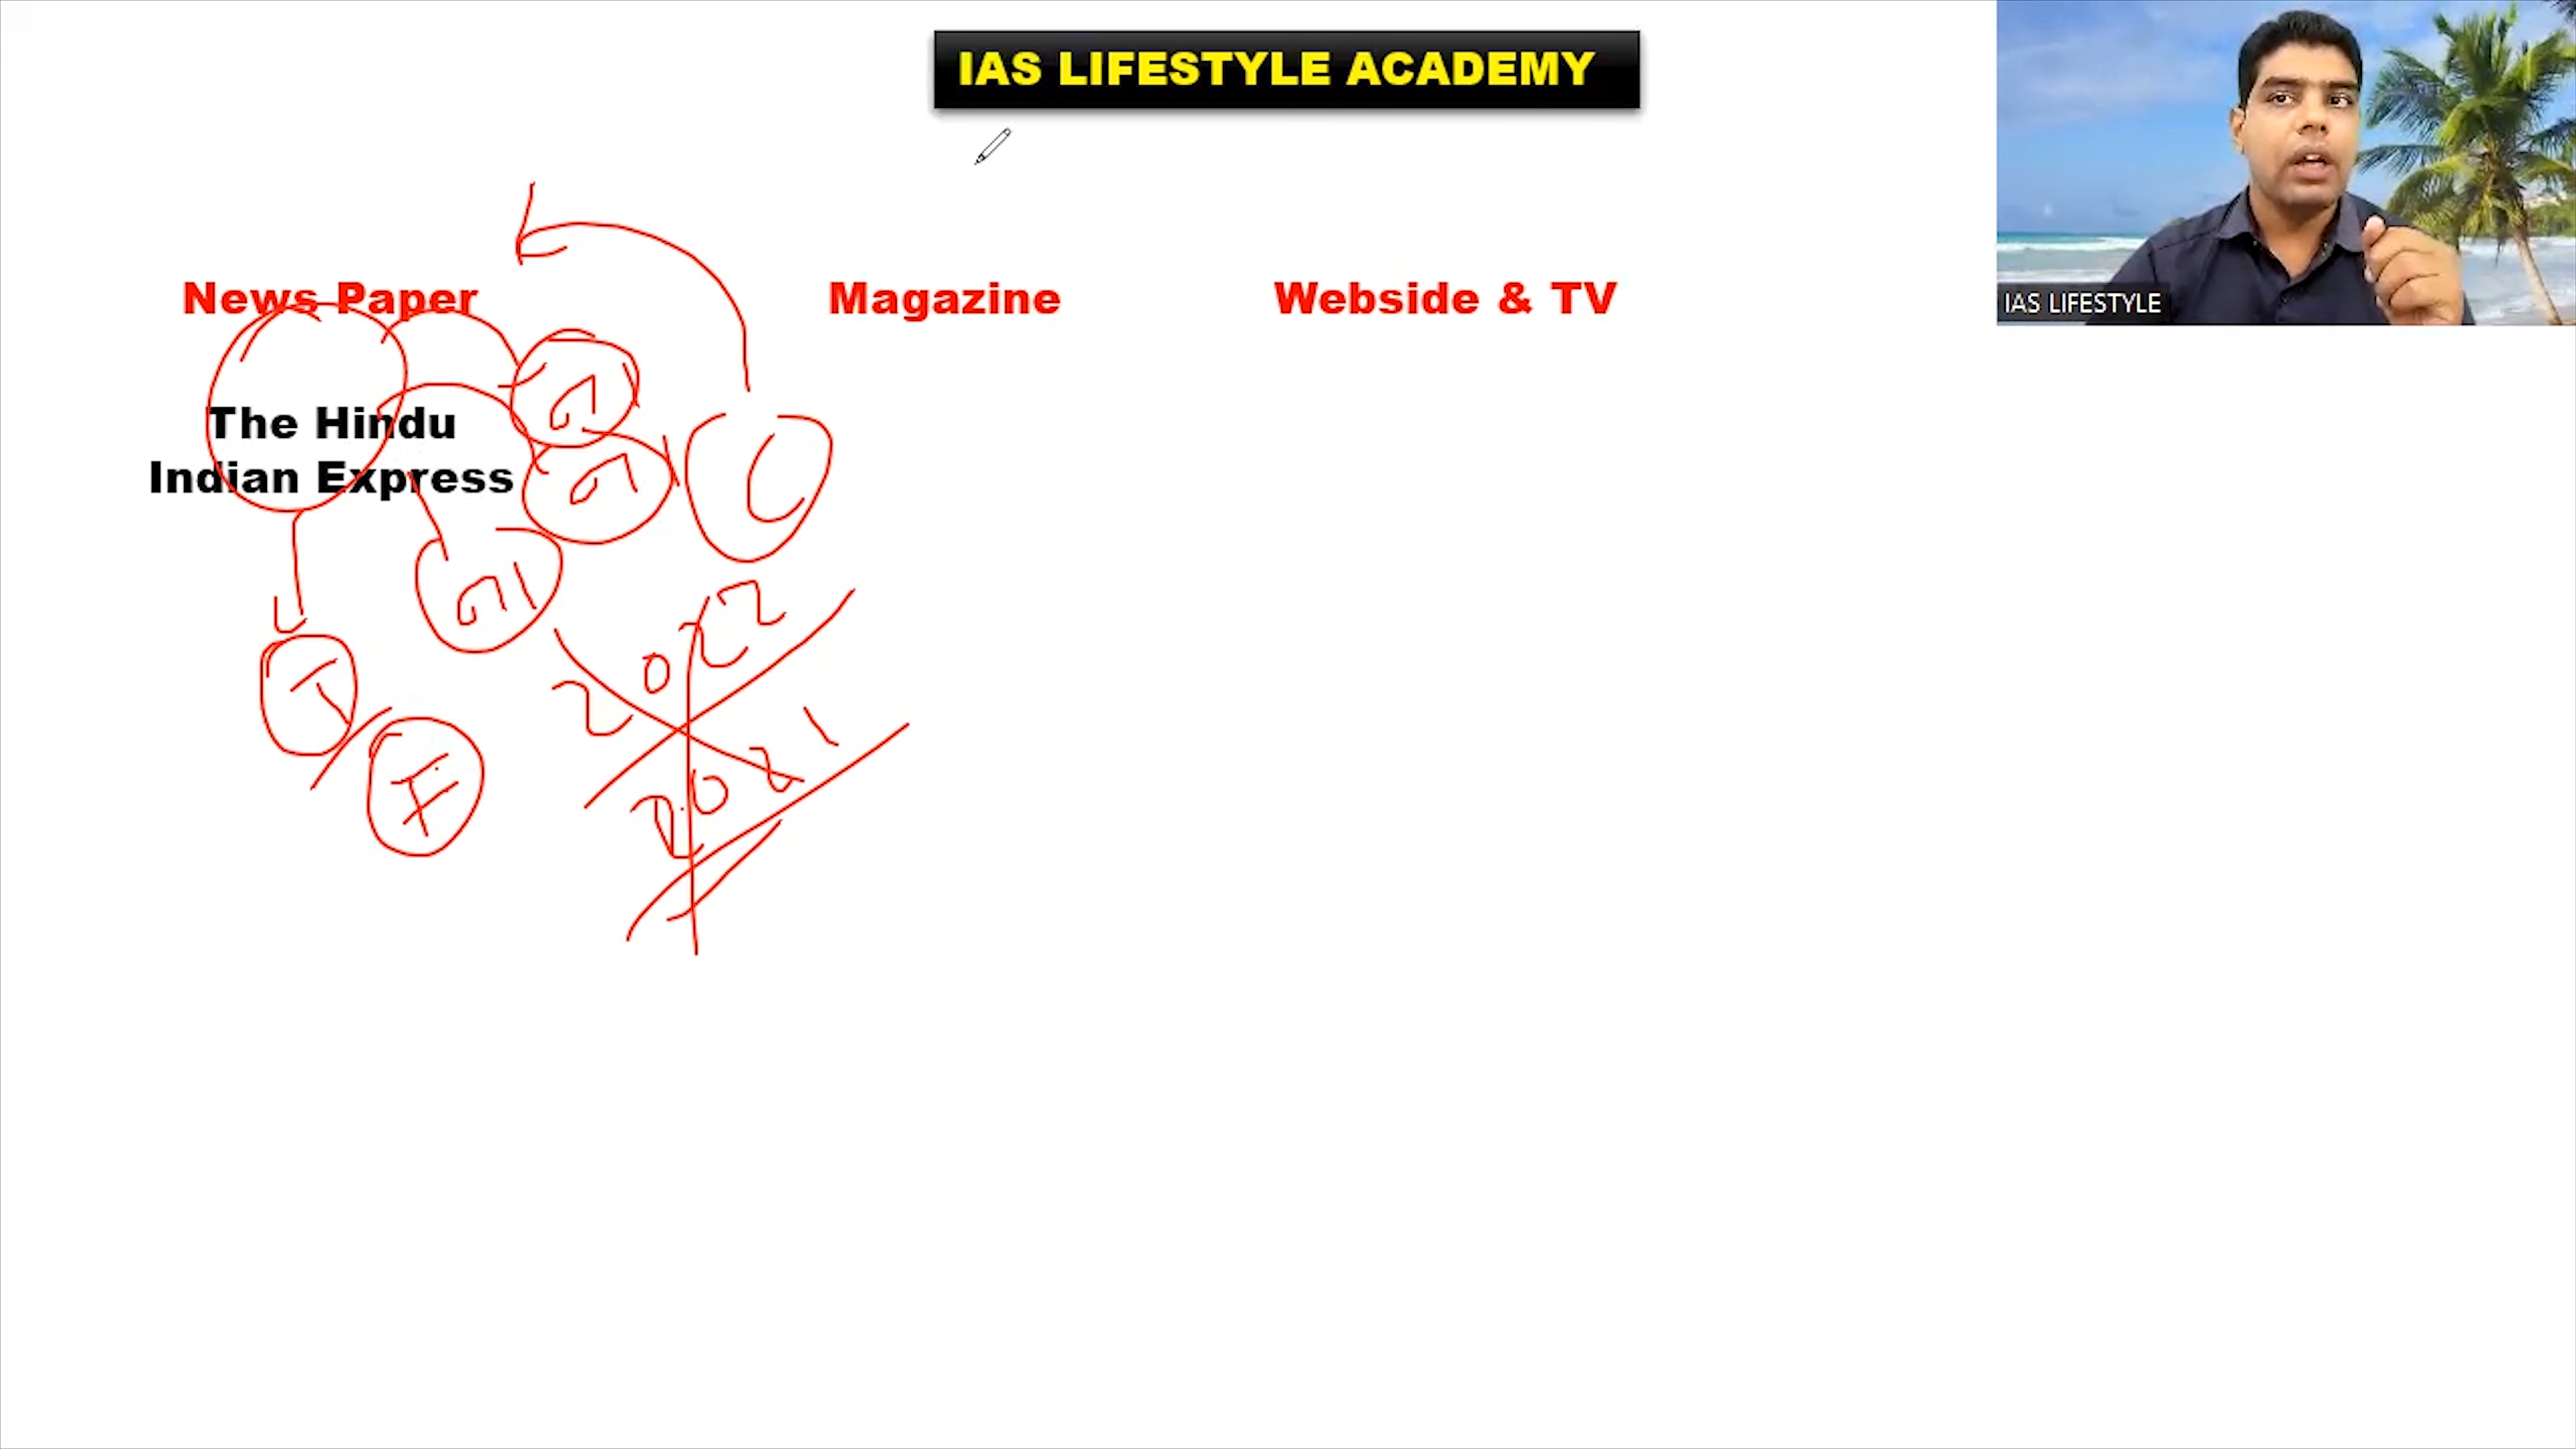 IAS LIFESTYLE ACADEMY
IAS LIFESTYLE
News Paper
Magazine
Webside & TV
The Hindu
Indian Express
C
2022
T
2021
F